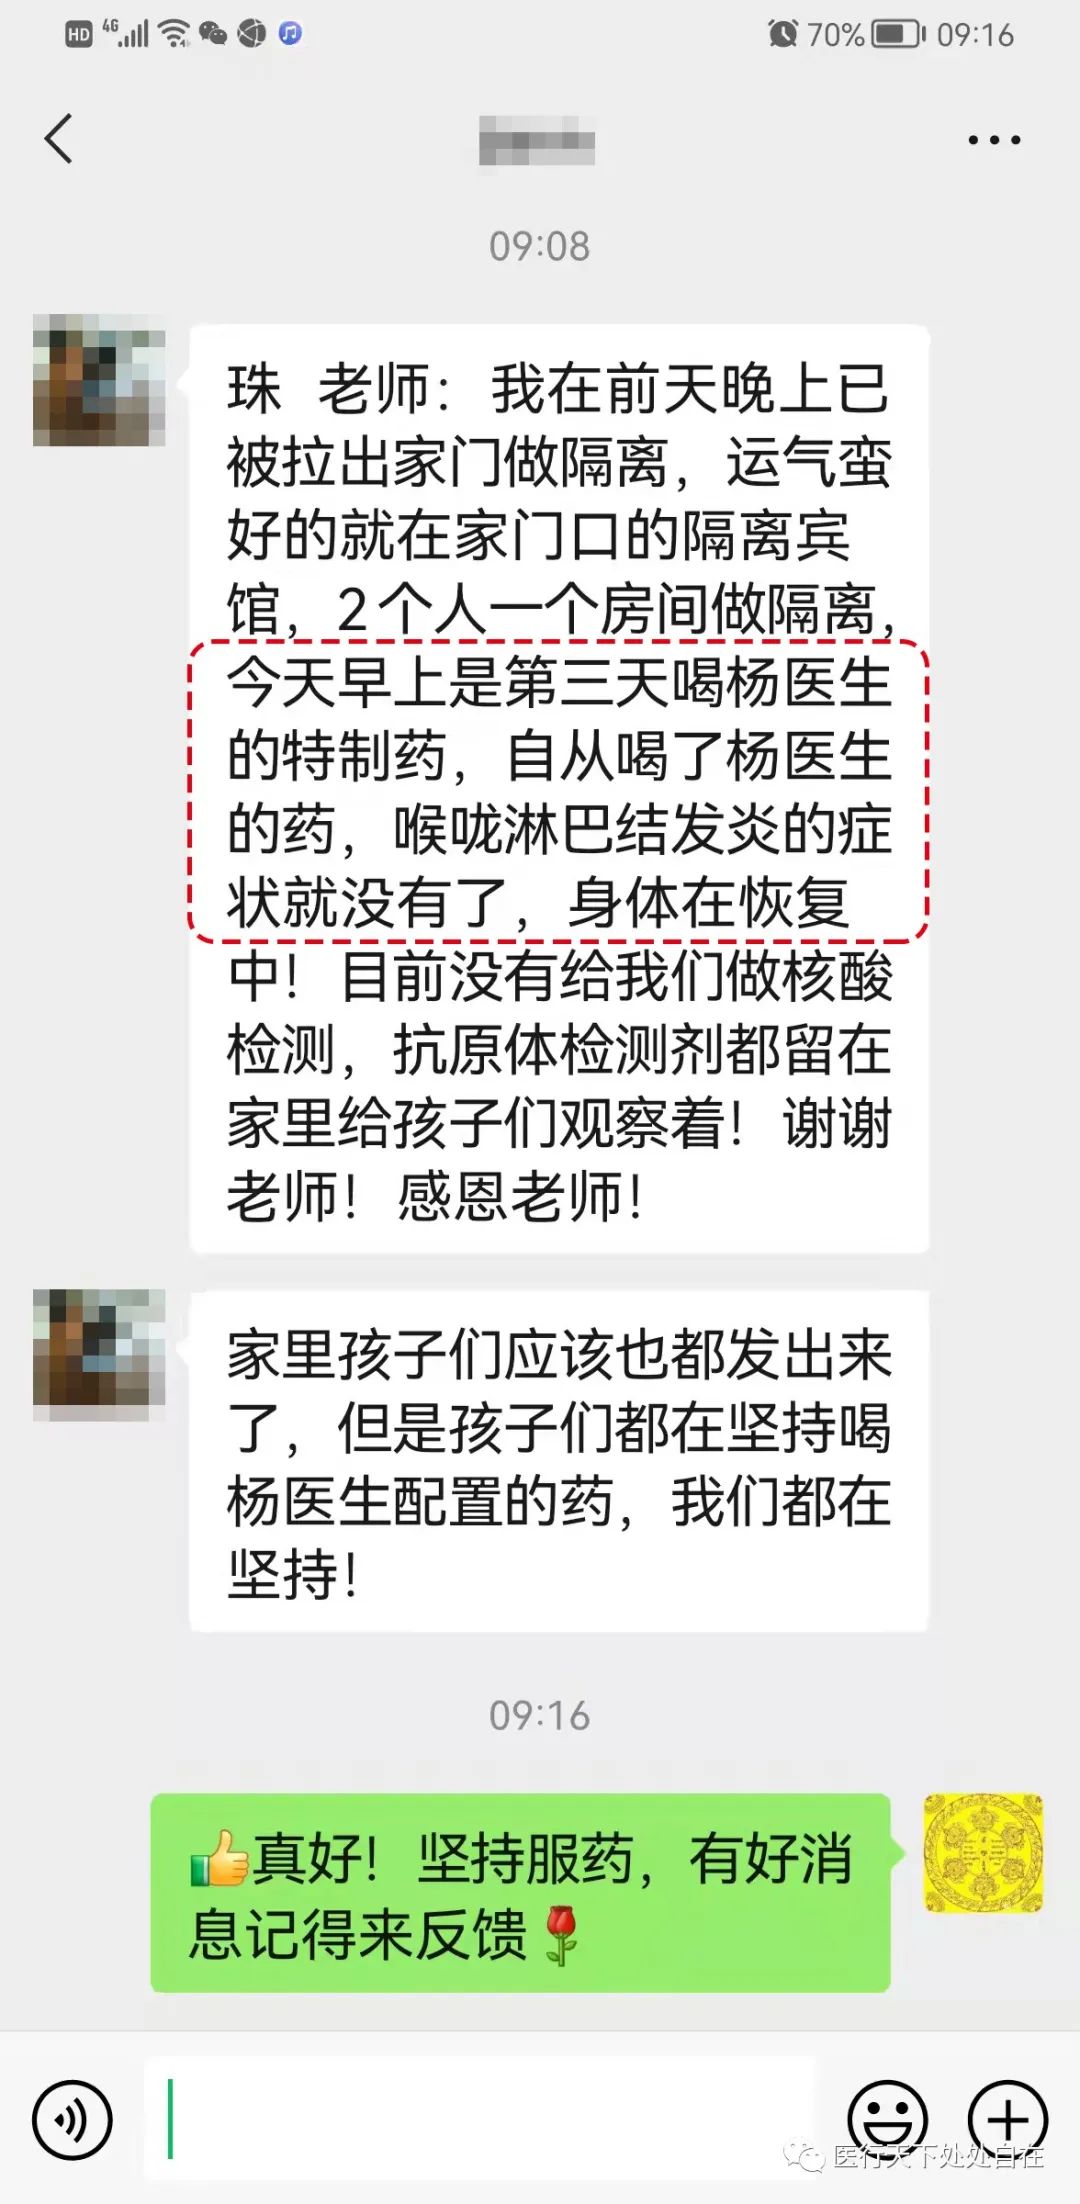 HD 4G 70% 09:16
09:08
珠 老师：我在前天晚上已
被拉出家门做隔离，运气蛮
好的就在家门口的隔离宾
馆，2个人一个房间做隔离，
今天早上是第三天喝杨医生
的特制药，自从喝了杨医生
的药，喉咙淋巴结发炎的症
状就没有了，身体在恢复
中！目前没有给我们做核酸
检测，抗原体检测剂都留在
家里给孩子们观察着！谢谢
老师！感恩老师！
家里孩子们应该也都发出来
了，但是孩子们都在坚持喝
杨医生配置的药，我们都在
坚持！
09:16
👍真好！坚持服药，有好消
息记得来反馈🌹
医行天下处处自在